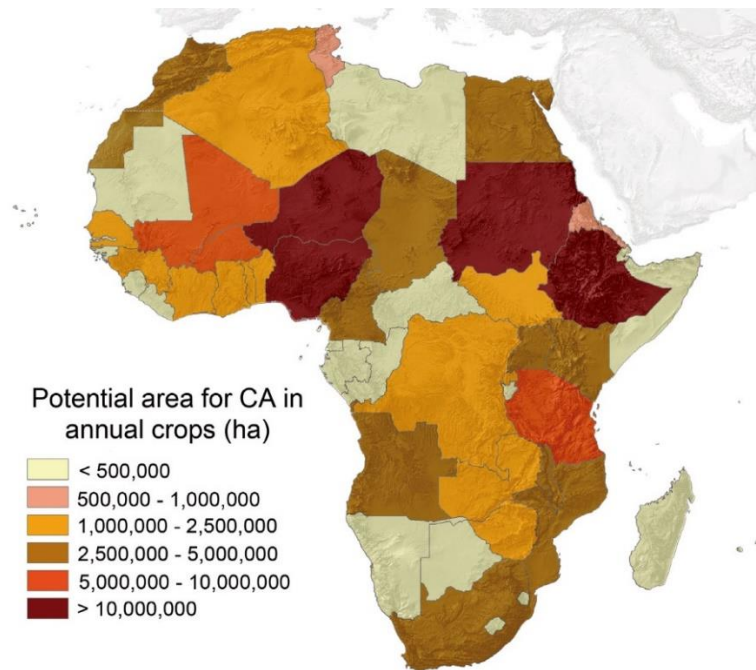 Potential area for CA in
annual crops (ha)
< 500,000
500,000 - 1,000,000
1,000,000 - 2,500,000
2,500,000 - 5,000,000
5,000,000 - 10,000,000
> 10,000,000